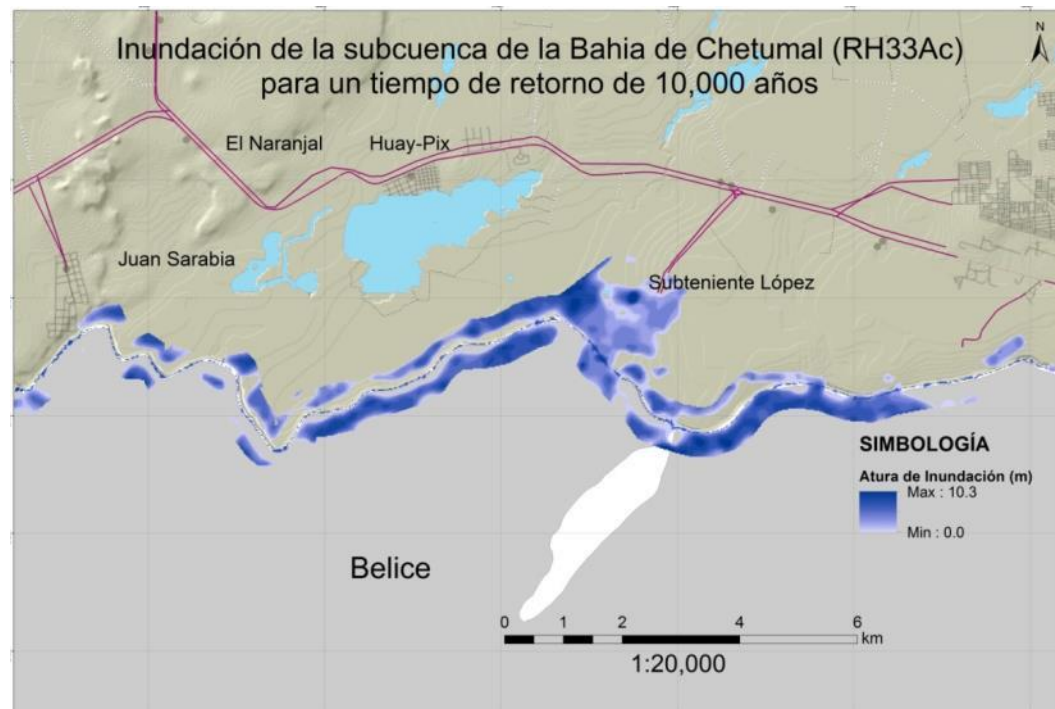 Inundación de la subcuenca de la Bahia de Chetumal (RH33Ac)
para un tiempo de retorno de 10,000 años
N
El Naranjal
Huay-Pix
Juan Sarabia
Subteniente López
SIMBOLOGÍA
Atura de Inundación (m)
Max : 10.3
Min : 0.0
Belice
0 1 2 4 6
km
1:20,000